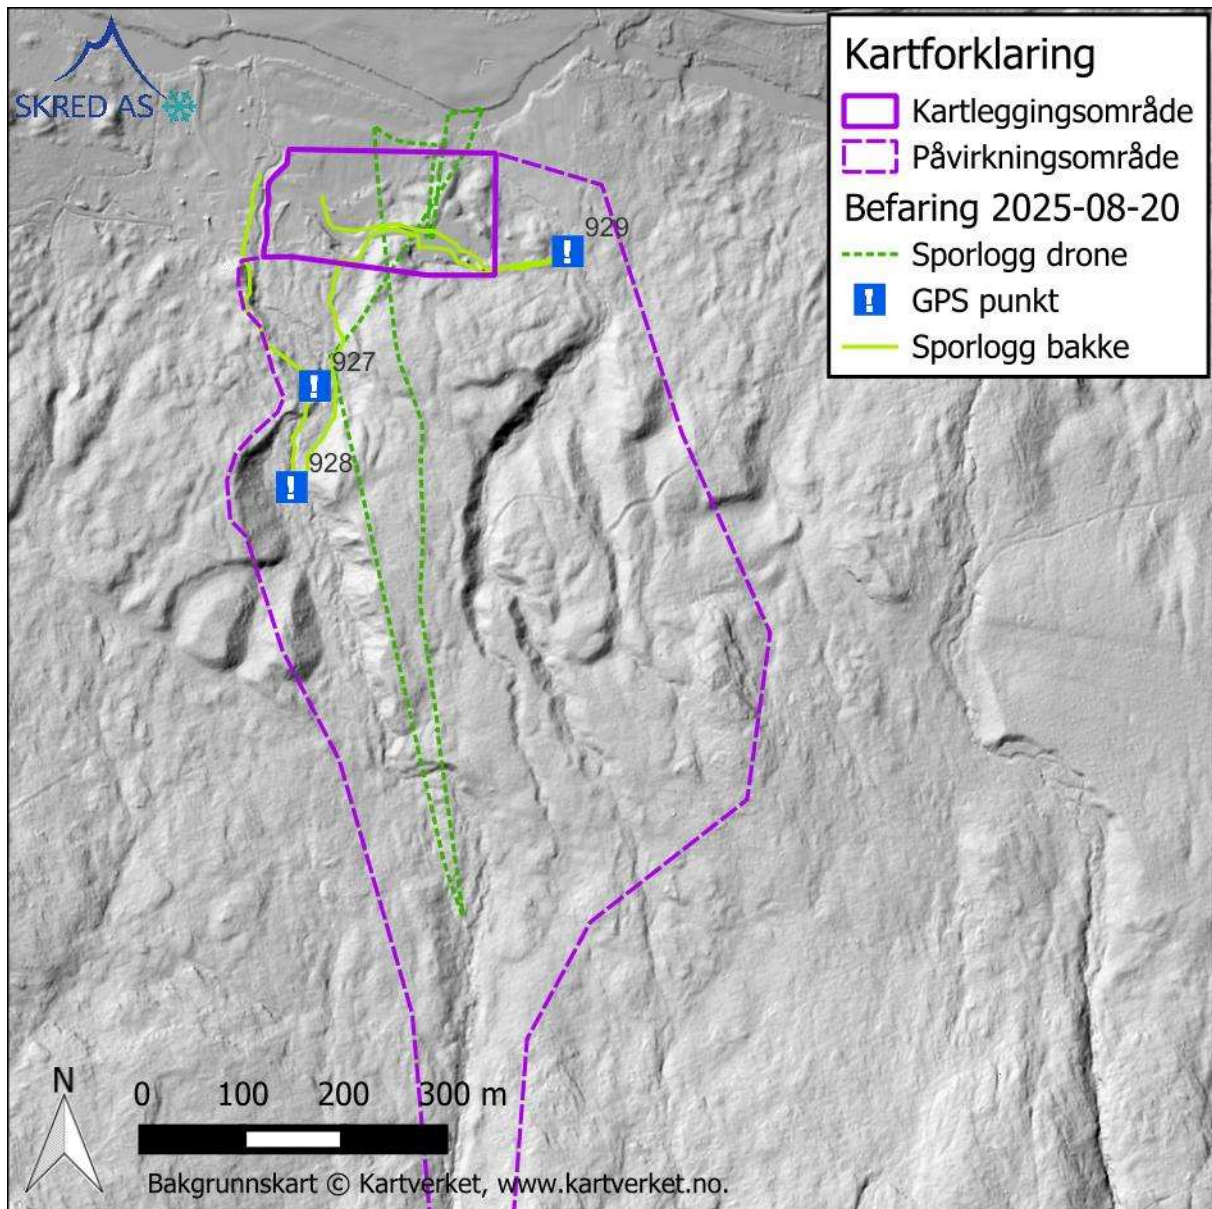 SKRED AS
Kartforklaring
Kartleggingsområde
Påvirkningsområde
Befaring 2025-08-20
Sporlogg drone
GPS punkt
Sporlogg bakke
929
927
928
N
0 100 200 300 m
Bakgrunnskart © Kartverket, www.kartverket.no.